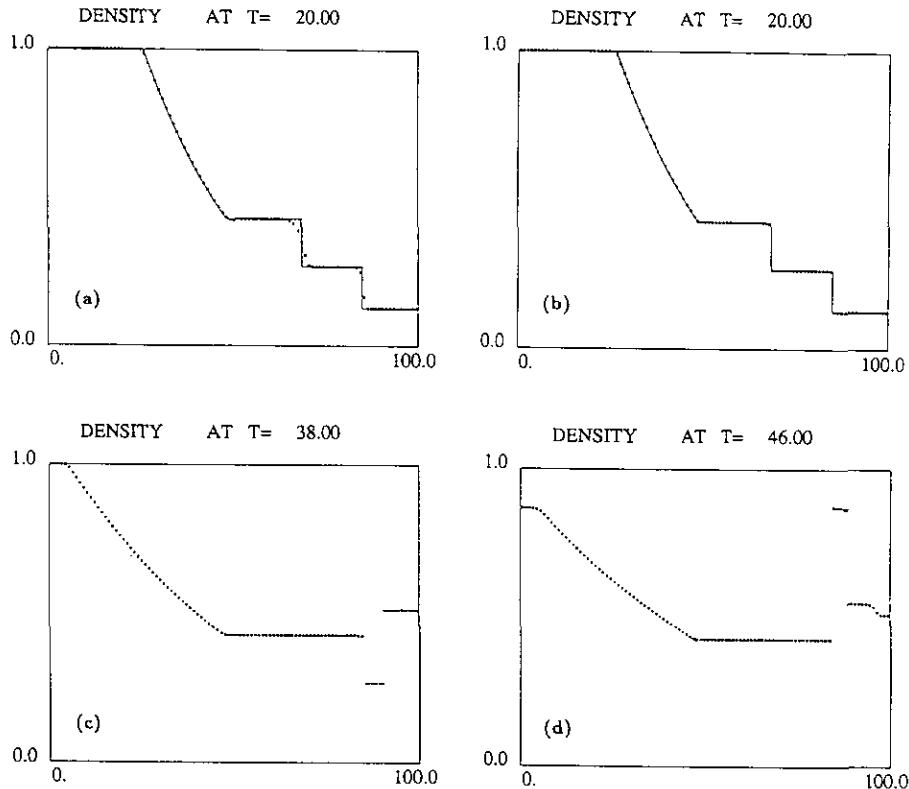 DENSITY AT T= 20.00
1.0
(a)
0.0
0. 100.0
DENSITY AT T= 20.00
1.0
(b)
0.0
0. 100.0
DENSITY AT T= 38.00
1.0
(c)
1.0
0. 100.0
DENSITY AT T= 46.00
1.0
(d)
0.0
0. 100.0